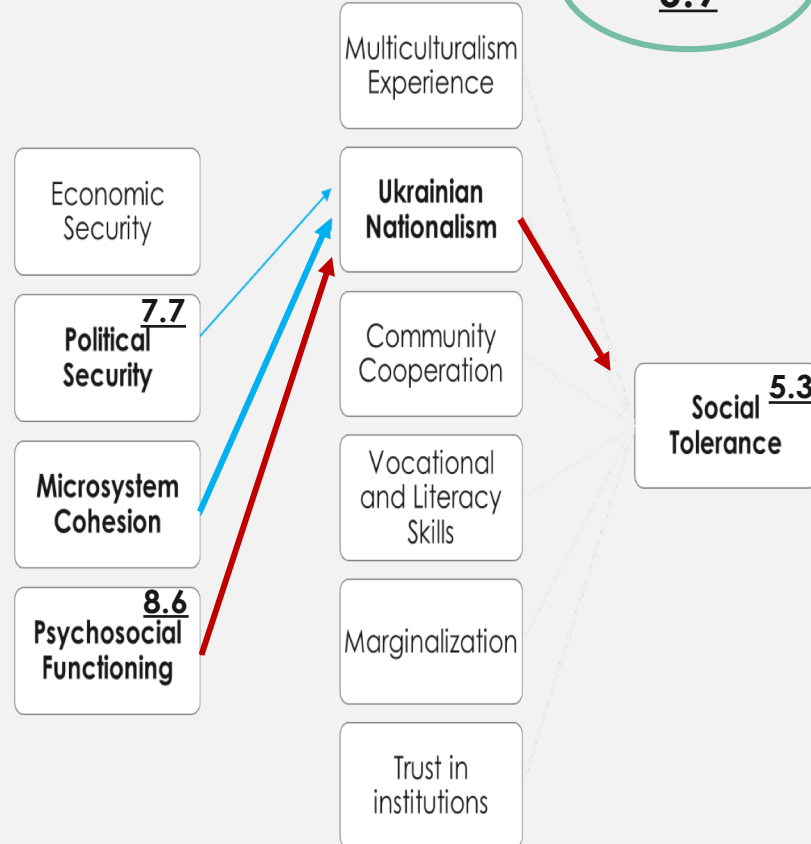 Multiculturalism
Experience
Economic
Security
Ukrainian
Nationalism
7.7
Political
Security
Community
Cooperation
5.3
Social
Tolerance
Microsystem
Cohesion
Vocational
and Literacy
Skills
8.6
Psychosocial
Functioning
Marginalization
Trust in
institutions